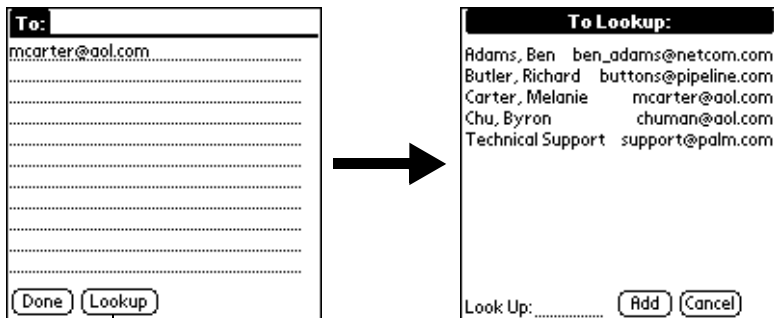 To:
mcarter@aol.com
Done Lookup
To Lookup:
Adams, Ben ben_adams@netcom.com
Butler, Richard buttons@pipeline.com
Carter, Melanie mcarter@aol.com
Chu, Byron chuman@aol.com
Technical Support support@palm.com
Look Up: Add Cancel